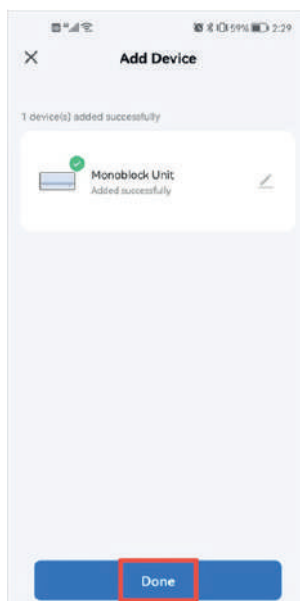 59% 2:29
Add Device
1 device(s) added successfully
Monoblock Unit
Added successfully
Done